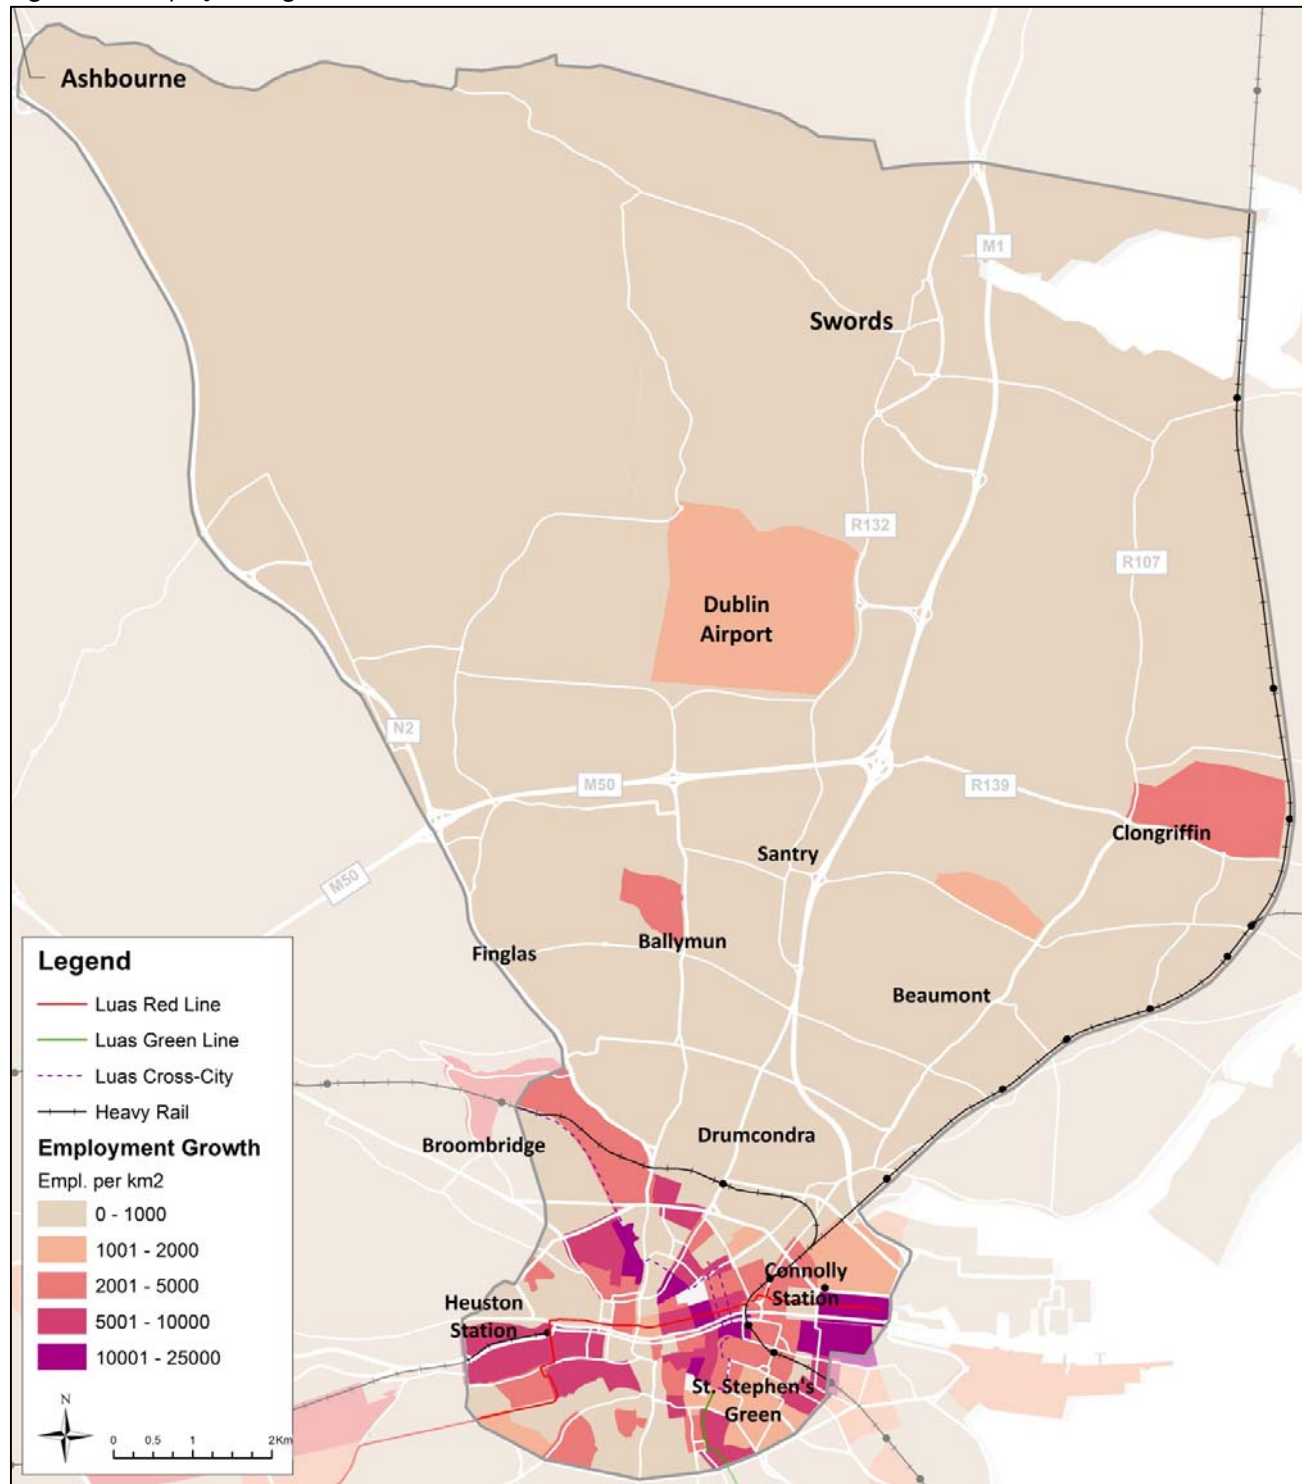 Ashbourne
M1
Swords
R132
R107
Dublin
Airport
N2
M50
R139
Clongriffin
Santry
M50
Ballymun
Finglas
Beaumont
Legend
Luas Red Line
Luas Green Line
Luas Cross-City
Heavy Rail
Employment Growth
Empl. per km2
0 - 1000
1001 - 2000
2001 - 5000
5001 - 10000
10001 - 25000
N
0 0.5 1 2Km
Drumcondra
Broombridge
Connolly
Station
Heuston
Station
St. Stephen's
Green